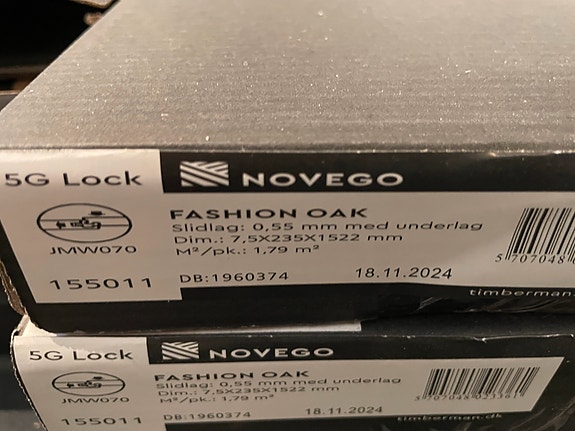 5G Lock
NOVEGO
FASHION OAK
Slidlag: 0,55 mm med underlag
Dim.: 7,5X235X1522 mm
M²/pk.: 1,79 m²
JMW070
155011
DB:1960374
18.11.2024
5 707048
timberman.
5G Lock
NOVEGO
FASHION OAK
Slidlag: 0,55 mm med underlag
Dim.: 7,5X235X1522 mm
M²/pk.: 1,79 m²
JMW070
155011
DB:1960374
18.11.2024
timberman.dk